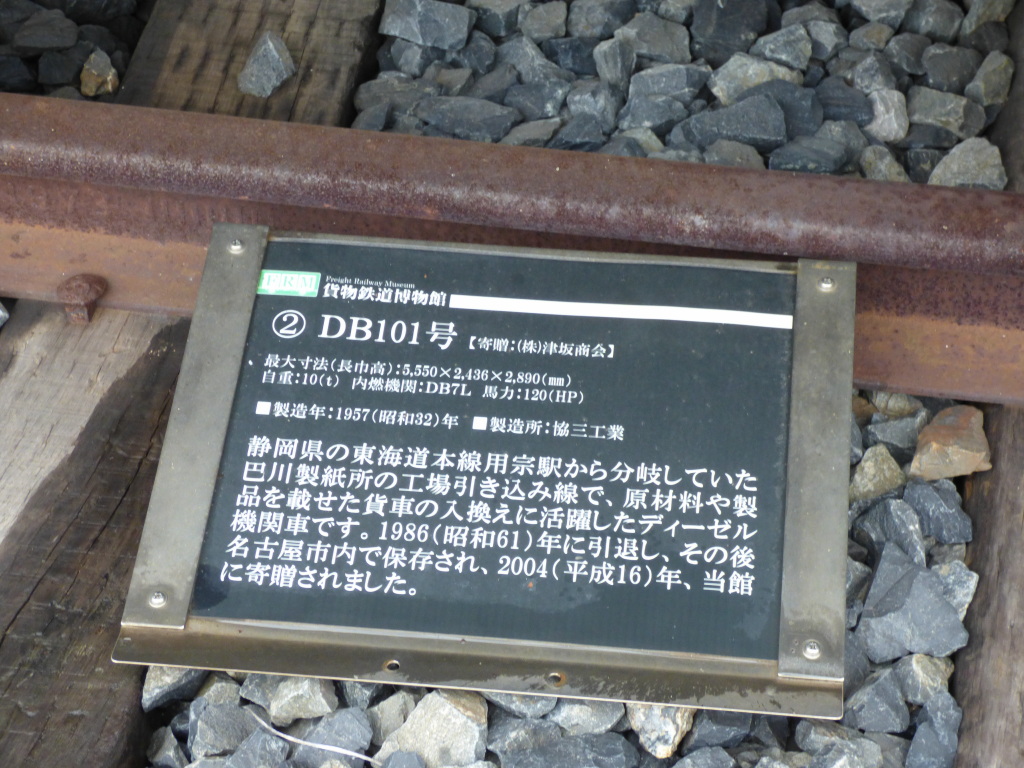 FRM
Freight Railway Museum
貨物鉄道博物館
② DB101号 【寄贈:(株)津坂商会】
最大寸法(長巾高):5,550×2,436×2,890(㎜)
自重:10(t) 内燃機関:DB7L 馬力:120(HP)
■製造年:1957(昭和32)年 ■製造所:協三工業
静岡県の東海道本線用宗駅から分岐していた
巴川製紙所の工場引き込み線で、原材料や製
品を載せた貨車の入換えに活躍したディーゼル
機関車です。1986(昭和61)年に引退し、その後
名古屋市内で保存され、2004(平成16)年、当館
に寄贈されました。